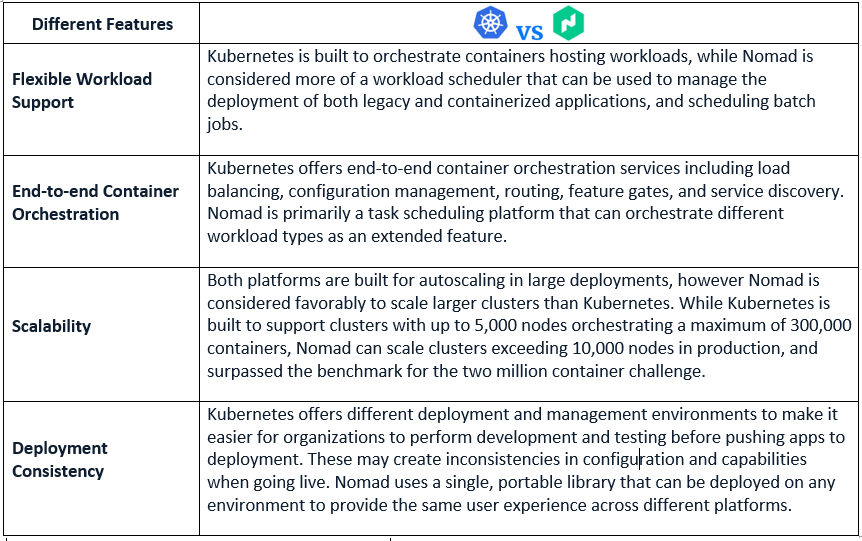 Different Features
vs
Flexible Workload
Support
Kubernetes is built to orchestrate containers hosting workloads, while Nomad is
considered more of a workload scheduler that can be used to manage the
deployment of both legacy and containerized applications, and scheduling batch
jobs.
End-to-end Container
Orchestration
Kubernetes offers end-to-end container orchestration services including load
balancing, configuration management, routing, feature gates, and service discovery.
Nomad is primarily a task scheduling platform that can orchestrate different
workload types as an extended feature.
Scalability
Both platforms are built for autoscaling in large deployments, however Nomad is
considered favorably to scale larger clusters than Kubernetes. While Kubernetes is
built to support clusters with up to 5,000 nodes orchestrating a maximum of 300,000
containers, Nomad can scale clusters exceeding 10,000 nodes in production, and
surpassed the benchmark for the two million container challenge.
Deployment
Consistency
Kubernetes offers different deployment and management environments to make it
easier for organizations to perform development and testing before pushing apps to
deployment. These may create inconsistencies in configuration and capabilities
when going live. Nomad uses a single, portable library that can be deployed on any
environment to provide the same user experience across different platforms.